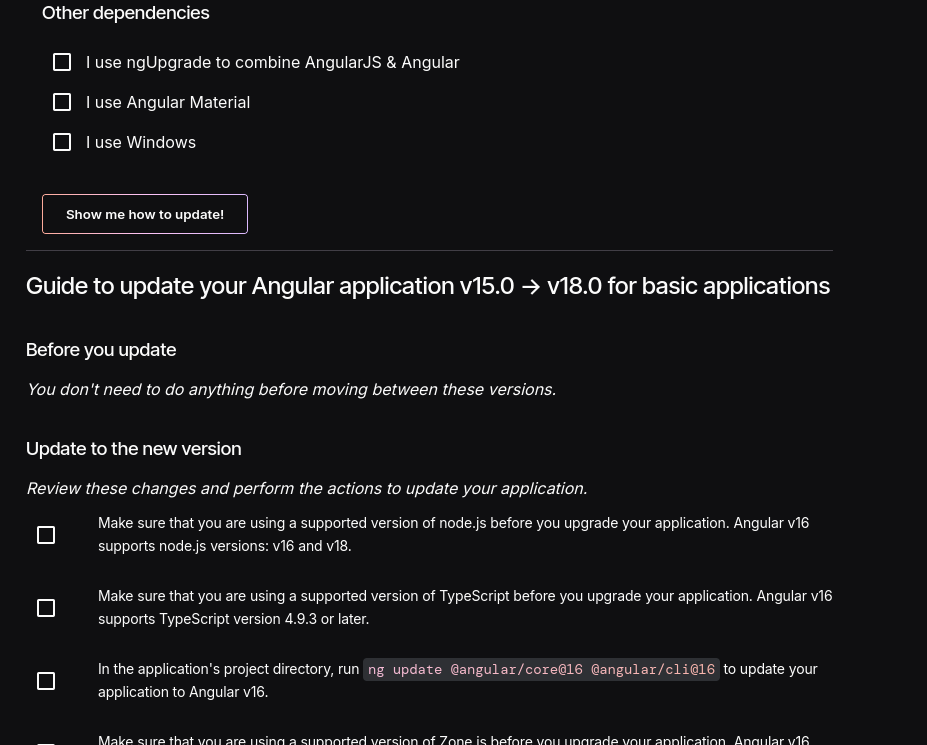 Other dependencies
I use ngUpgrade to combine AngularJS & Angular
I use Angular Material
I use Windows
Show me how to update!
Guide to update your Angular application v15.0 → v18.0 for basic applications
Before you update
You don't need to do anything before moving between these versions.
Update to the new version
Review these changes and perform the actions to update your application.
Make sure that you are using a supported version of node.js before you upgrade your application. Angular v16
supports node.js versions: v16 and v18.
Make sure that you are using a supported version of TypeScript before you upgrade your application. Angular v16
supports TypeScript version 4.9.3 or later.
In the application's project directory, run ng update @angular/core@16 @angular/cli@16 to update your
application to Angular v16.
Make sure that you are using a supported version of Zone.js before you upgrade your application. Angular v16